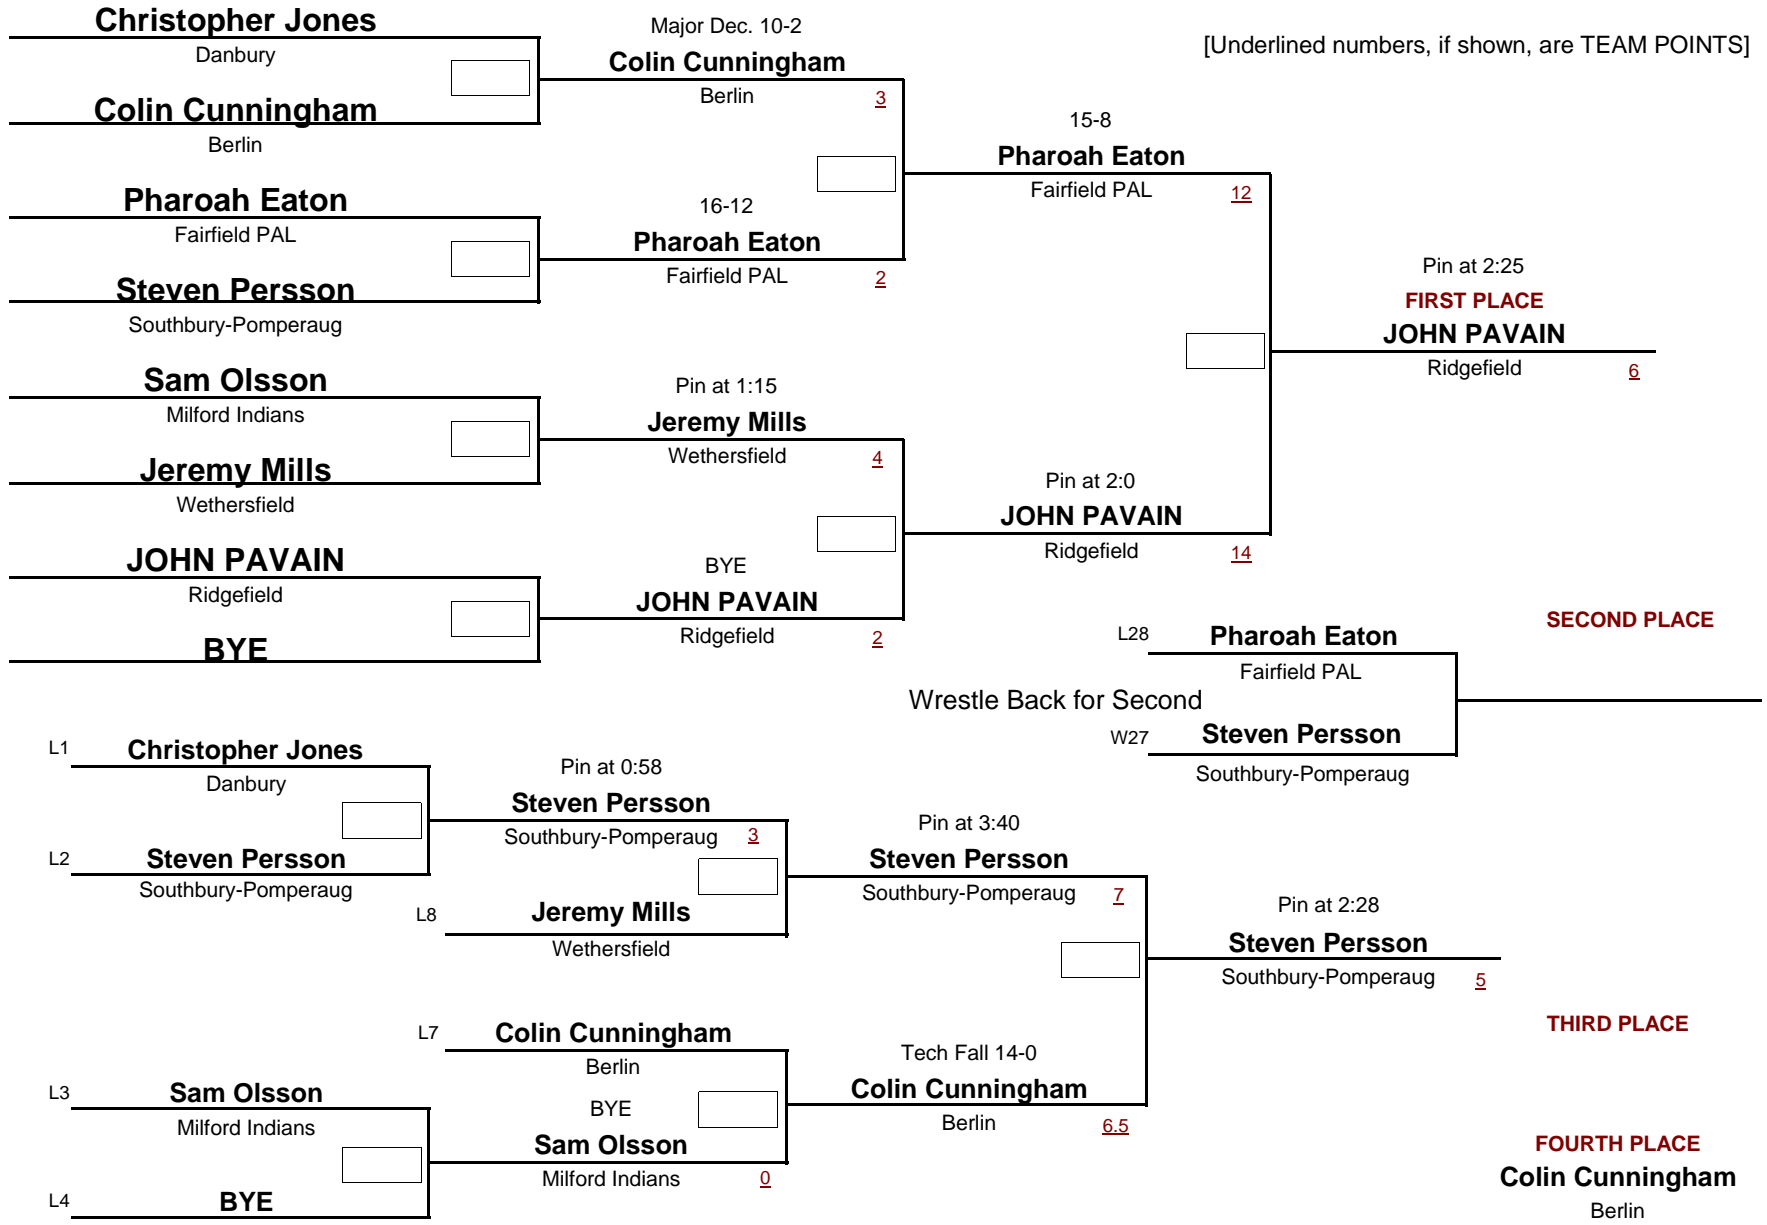 Christopher Jones
Danbury
Colin Cunningham
Berlin
Pharoah Eaton
Fairfield PAL
Steven Persson
Southbury-Pomperaug
Sam Olsson
Milford Indians
Jeremy Mills
Wethersfield
JOHN PAVAIN
Ridgefield
BYE
Major Dec. 10-2
Colin Cunningham
Berlin 3
16-12
Pharoah Eaton
Fairfield PAL 2
Pin at 1:15
Jeremy Mills
Wethersfield 4
BYE
JOHN PAVAIN
Ridgefield 2
[Underlined numbers, if shown, are TEAM POINTS]
15-8
Pharoah Eaton
Fairfield PAL 12
Pin at 2:0
JOHN PAVAIN
Ridgefield 14
Pin at 2:25
FIRST PLACE
JOHN PAVAIN
Ridgefield 6
SECOND PLACE
L28 Pharoah Eaton
Fairfield PAL
Wrestle Back for Second
W27 Steven Persson
Southbury-Pomperaug
L1 Christopher Jones
Danbury
L2 Steven Persson
Southbury-Pomperaug
L3 Sam Olsson
Milford Indians
L4 BYE
Pin at 0:58
Steven Persson
Southbury-Pomperaug 3
L8 Jeremy Mills
Wethersfield
L7 Colin Cunningham
Berlin
BYE
Sam Olsson
Milford Indians 0
Pin at 3:40
Steven Persson
Southbury-Pomperaug 7
Tech Fall 14-0
Colin Cunningham
Berlin 6.5
Pin at 2:28
Steven Persson
Southbury-Pomperaug 5
THIRD PLACE
FOURTH PLACE
Colin Cunningham
Berlin